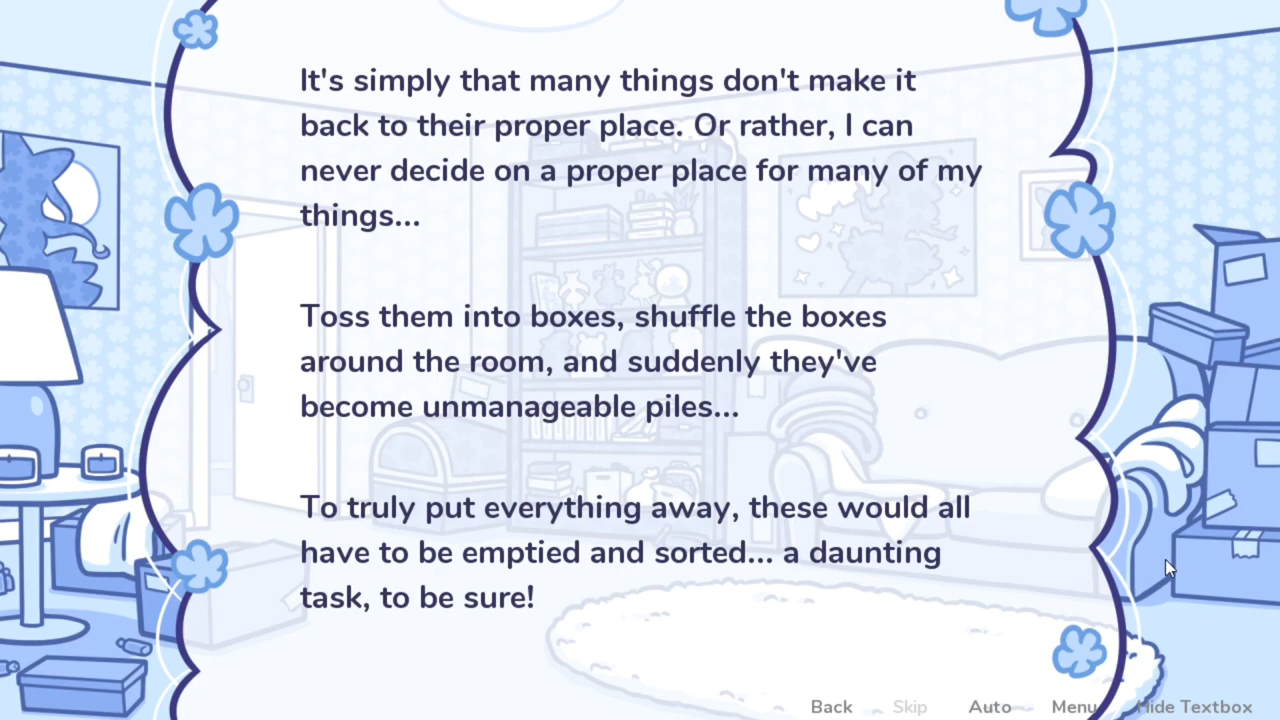 It's simply that many things don't make it
back to their proper place. Or rather, I can
never decide on a proper place for many of my
things...
Toss them into boxes, shuffle the boxes
around the room, and suddenly they've
become unmanageable piles...
To truly put everything away, these would all
have to be emptied and sorted... a daunting
task, to be sure!
Back Skip Auto Menu Hide Textbox